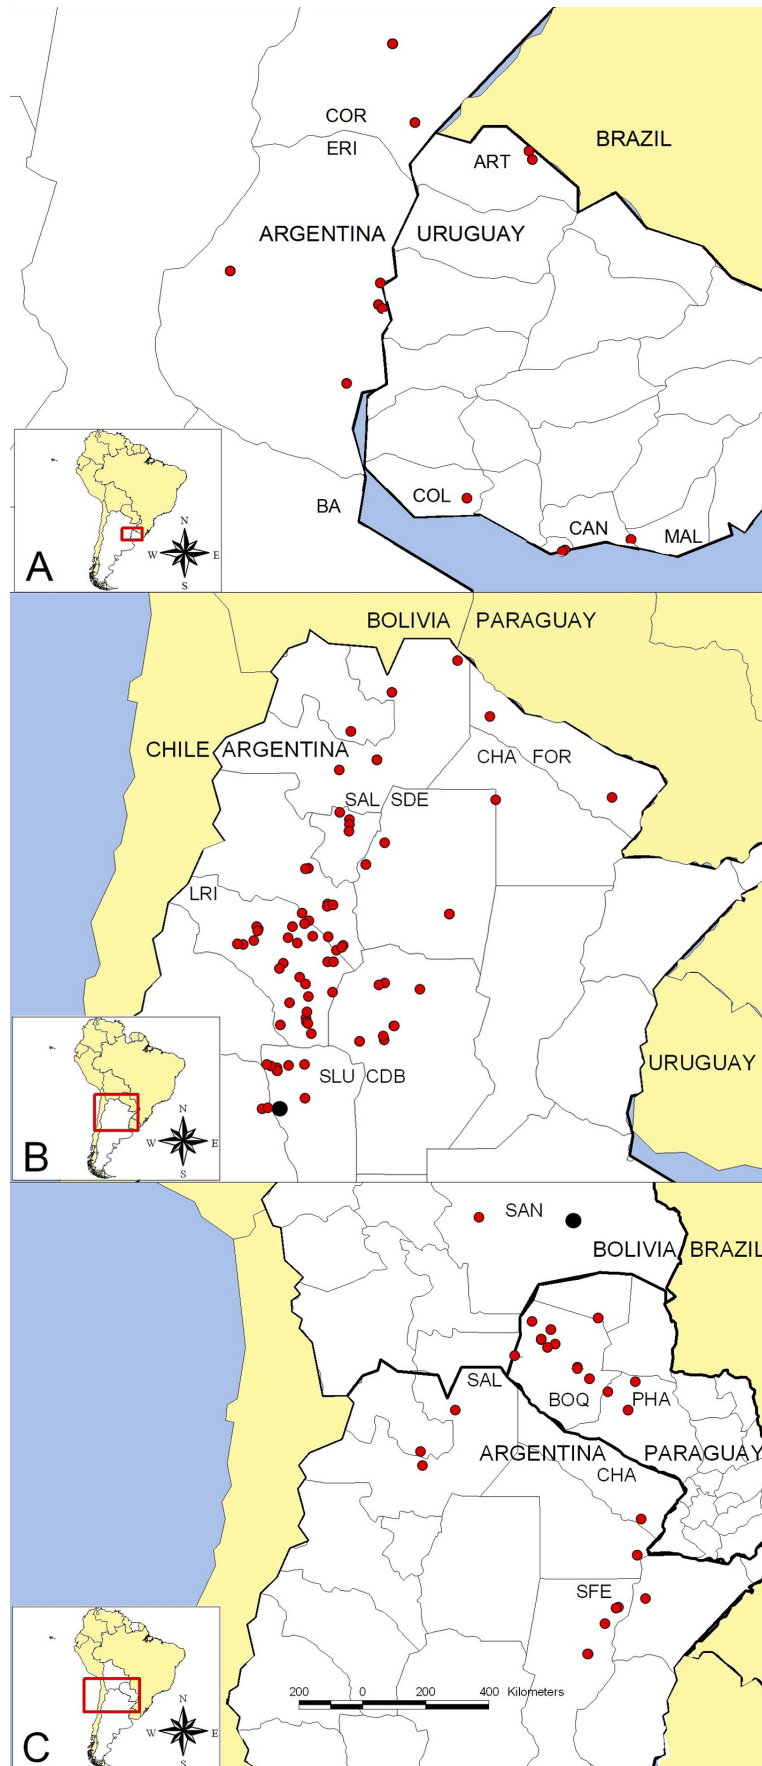 COR
ERI
BRAZIL
ART
ARGENTINA
URUGUAY
BA
COL
CAN
MAL
N
W
E
S
A
BOLIVIA
PARAGUAY
CHILE
ARGENTINA
CHA
FOR
SAL
SDE
LRI
SLU
CDB
URUGUAY
N
W
E
S
B
SAN
BOLIVIA
BRAZIL
SAL
BOQ
PHA
ARGENTINA
PARAGUAY
CHA
SFE
200 0 200 400 Kilometers
N
W
E
S
C